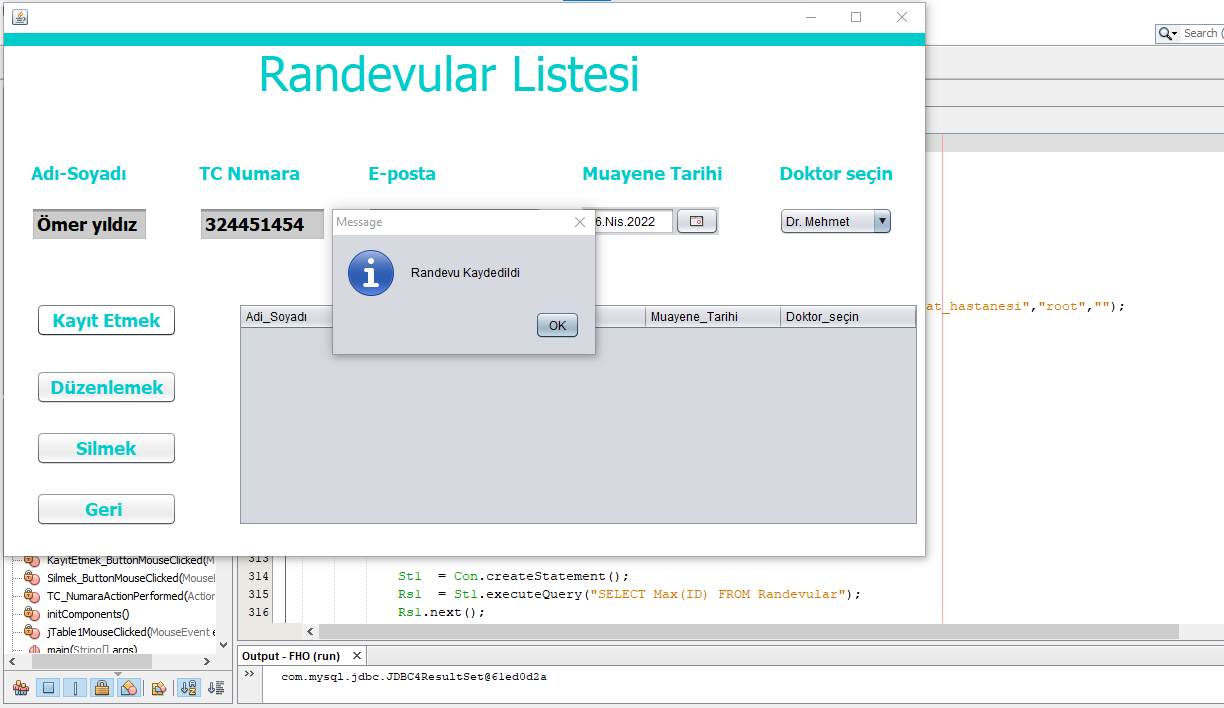 Search (
Randevular Listesi
Adı-Soyadı TC Numara E-posta Muayene Tarihi Doktor seçin
Ömer yıldız 324451454 6.Nis.2022 Dr. Mehmet
Message
Randevu Kaydedildi
OK
Kayıt Etmek
Düzenlemek
Silmek
Geri
Adi_Soyadı Muayene_Tarihi Doktor_seçin
at_hastanesi","root","");
KayıtEtmek_ButtonMouseClicked(M
Silmek_ButtonMouseClicked(Mousel
TC_NumaraActionPerformed(Action
initComponents()
jTable1MouseClicked(MouseEvent e
main(String[] args)
313
314 St1 = Con.createStatement();
315 Rs1 = St1.executeQuery("SELECT Max(ID) FROM Randevular");
316 Rs1.next();
Output - FHO (run)
com.mysql.jdbc.JDBC4ResultSet@61ed0d2a